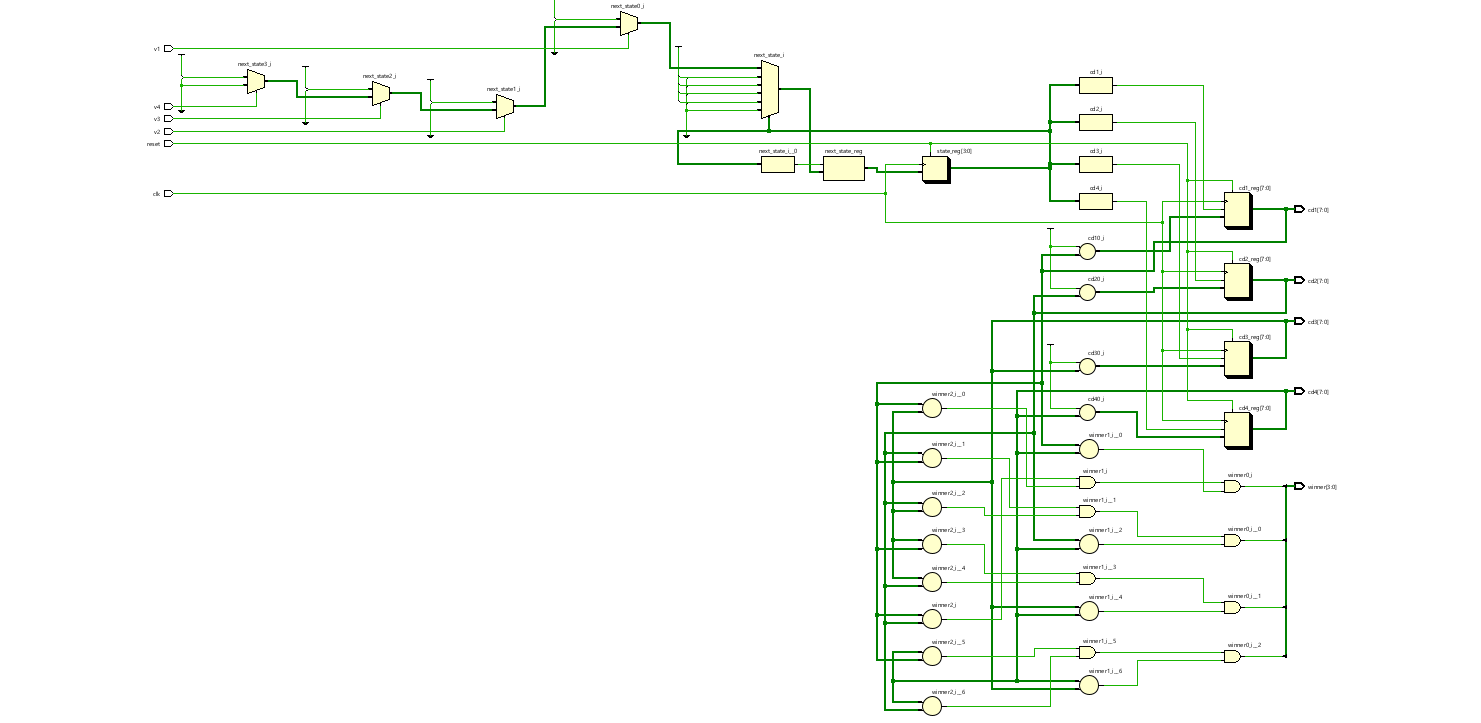 next_state0_i
v1
next_state_i
next_state3_i
next_state2_i
cd1_i
next_state1_i
v4
cd2_i
v3
v2
reset
next_state_i__0
next_state_reg
state_reg[3:0]
cd3_i
clk
cd4_i
cd1_reg[7:0]
cd1[7:0]
cd10_i
cd2_reg[7:0]
cd20_i
cd2[7:0]
cd3[7:0]
cd3_reg[7:0]
cd30_i
cd4[7:0]
winner2_i__0
cd40_i
cd4_reg[7:0]
winner1_i__0
winner2_i__1
winner1_i
winner0_i
winner[3:0]
winner2_i__2
winner1_i__1
winner2_i__3
winner1_i__2
winner0_i__0
winner2_i__4
winner1_i__3
winner1_i__4
winner0_i__1
winner2_i
winner2_i__5
winner1_i__5
winner0_i__2
winner1_i__6
winner2_i__6